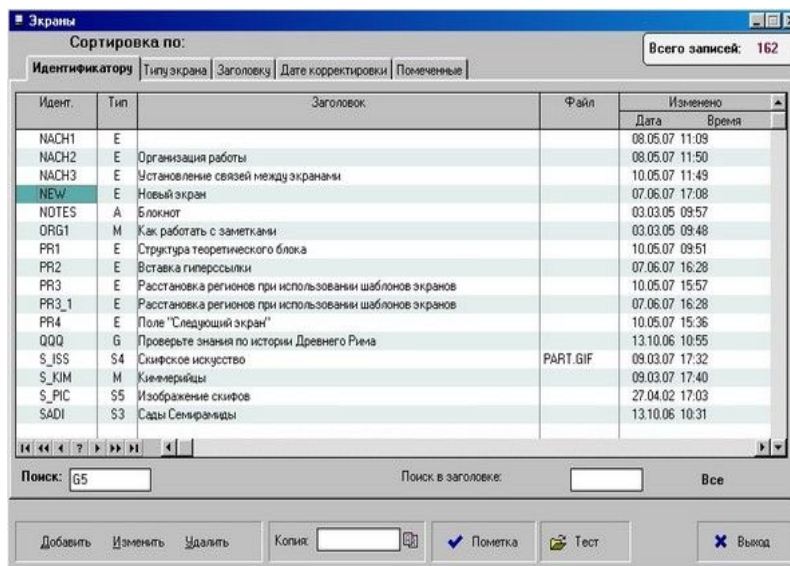 Экраны
Сортировка по:
Всего записей: 162
Идентификатору Типу экрана Заголовку Дате корректировки Помеченные
Идент. Тип Заголовок Файл Изменено
Дата Время
NACH1 E 08.05.07 11:09
NACH2 E Организация работы 08.05.07 11:50
NACH3 E Установление связей между экранами 10.05.07 11:49
NEW E Новый экран 07.06.07 17:08
NOTES A Блокнот 03.03.05 09:57
ORG1 M Как работать с заметками 03.03.05 09:48
PR1 E Структура теоретического блока 10.05.07 09:51
PR2 E Вставка гиперссылки 07.06.07 16:28
PR3 E Расстановка регионов при использовании шаблонов экранов 10.05.07 15:57
PR3_1 E Расстановка регионов при использовании шаблонов экранов 07.06.07 16:28
PR4 E Поле "Следующий экран" 10.05.07 15:36
QQQ G Проверьте знания по истории Древнего Рима 13.10.06 10:55
S_ISS S4 Скифское искусство PART.GIF 09.03.07 17:32
S_KIM M Киммерийцы 09.03.07 17:40
S_PIC S5 Изображение скифов 27.04.02 17:03
SADI S3 Сады Семирамиды 13.10.06 10:31
Поиск: G5 Поиск в заголовке: Все
Добавить Изменить Удалить Копия: Пометка Тест Выход